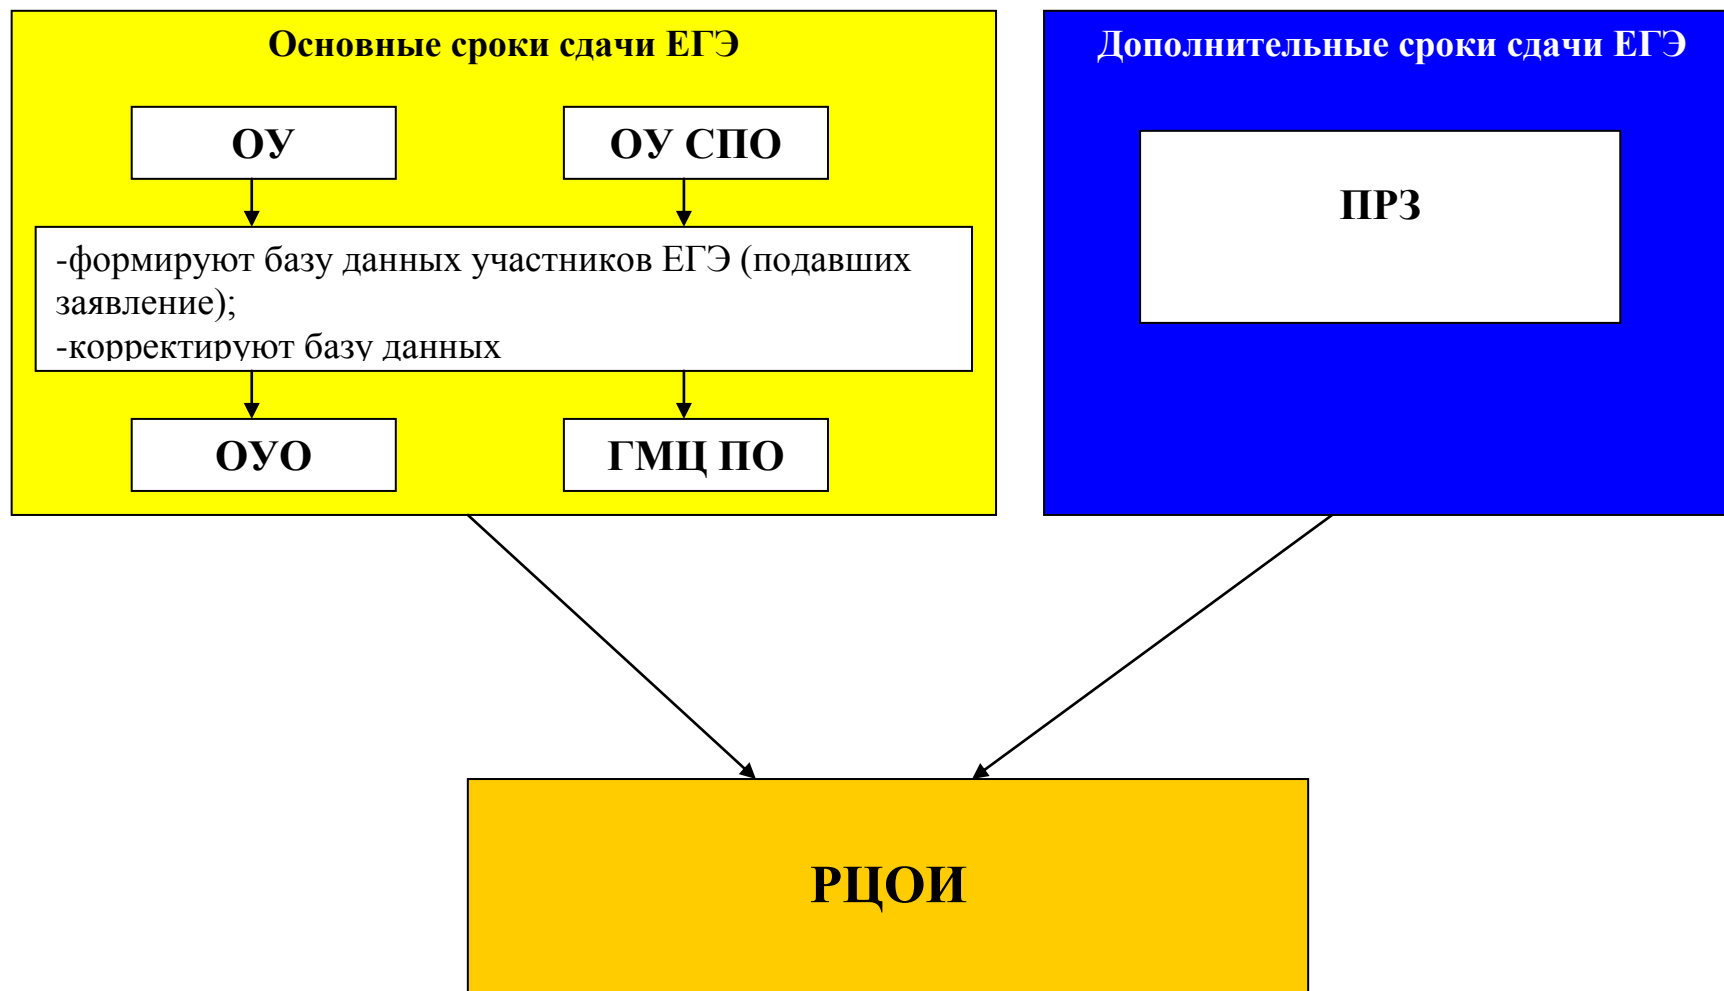 Основные сроки сдачи ЕГЭ
ОУ
ОУ СПО
-формируют базу данных участников ЕГЭ (подавших
заявление);
-корректируют базу данных
ОУО
ГМЦ ПО
Дополнительные сроки сдачи ЕГЭ
ПРЗ
РЦОИ